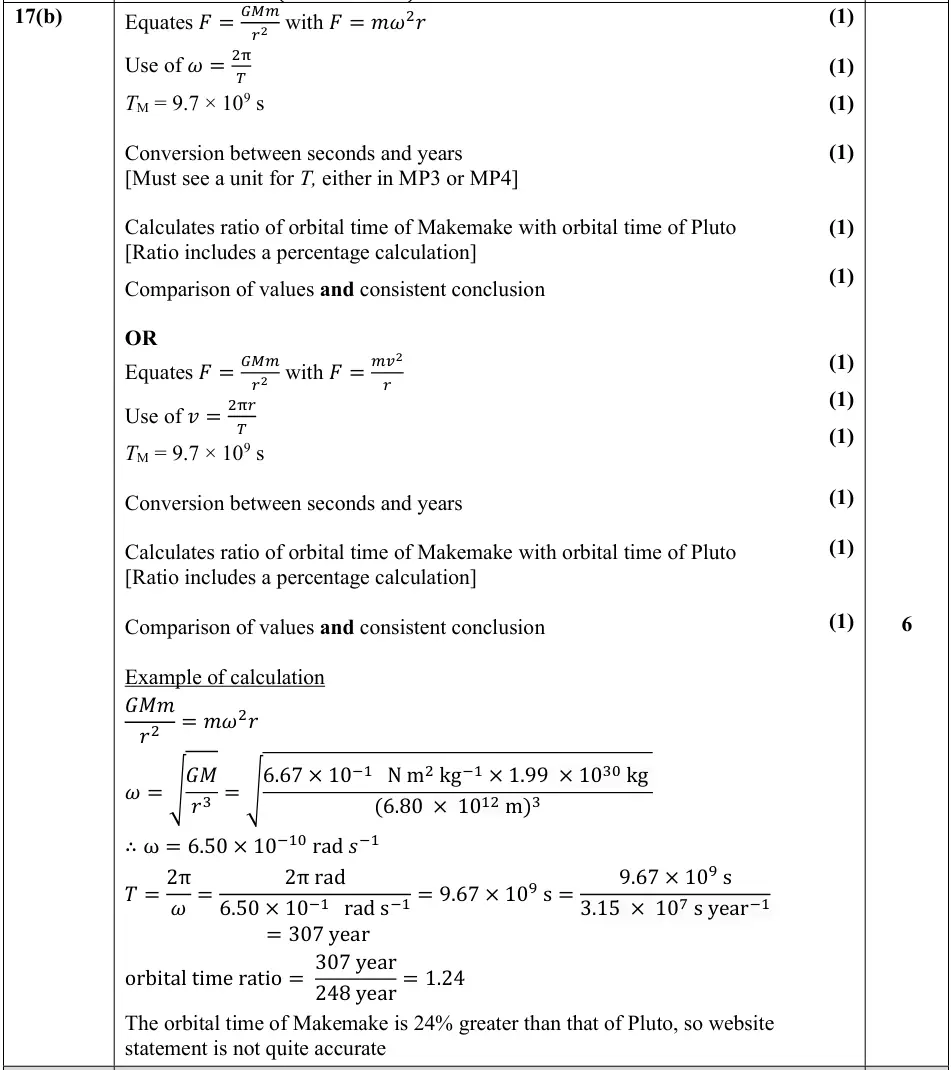 17(b)
Equates F = GMm/r² with F = mω²r (1)
Use of ω = 2π/T (1)
T_M = 9.7 × 10⁹ s (1)
Conversion between seconds and years (1)
[Must see a unit for T, either in MP3 or MP4]
Calculates ratio of orbital time of Makemake with orbital time of Pluto (1)
[Ratio includes a percentage calculation]
Comparison of values and consistent conclusion (1)
OR
Equates F = GMm/r² with F = mv²/r (1)
Use of v = 2πr/T (1)
T_M = 9.7 × 10⁹ s (1)
Conversion between seconds and years (1)
Calculates ratio of orbital time of Makemake with orbital time of Pluto (1)
[Ratio includes a percentage calculation]
Comparison of values and consistent conclusion (1) 6
Example of calculation
GMm/r² = mω²r
ω = √(GM/r³) = √(6.67 × 10⁻¹ N m² kg⁻¹ × 1.99 × 10³⁰ kg/(6.80 × 10¹² m)³)
∴ ω = 6.50 × 10⁻¹⁰ rad s⁻¹
T = 2π/ω = 2π rad/(6.50 × 10⁻¹ rad s⁻¹) = 9.67 × 10⁹ s = 9.67 × 10⁹ s/(3.15 × 10⁷ s year⁻¹)
= 307 year
orbital time ratio = 307 year/248 year = 1.24
The orbital time of Makemake is 24% greater than that of Pluto, so website
statement is not quite accurate